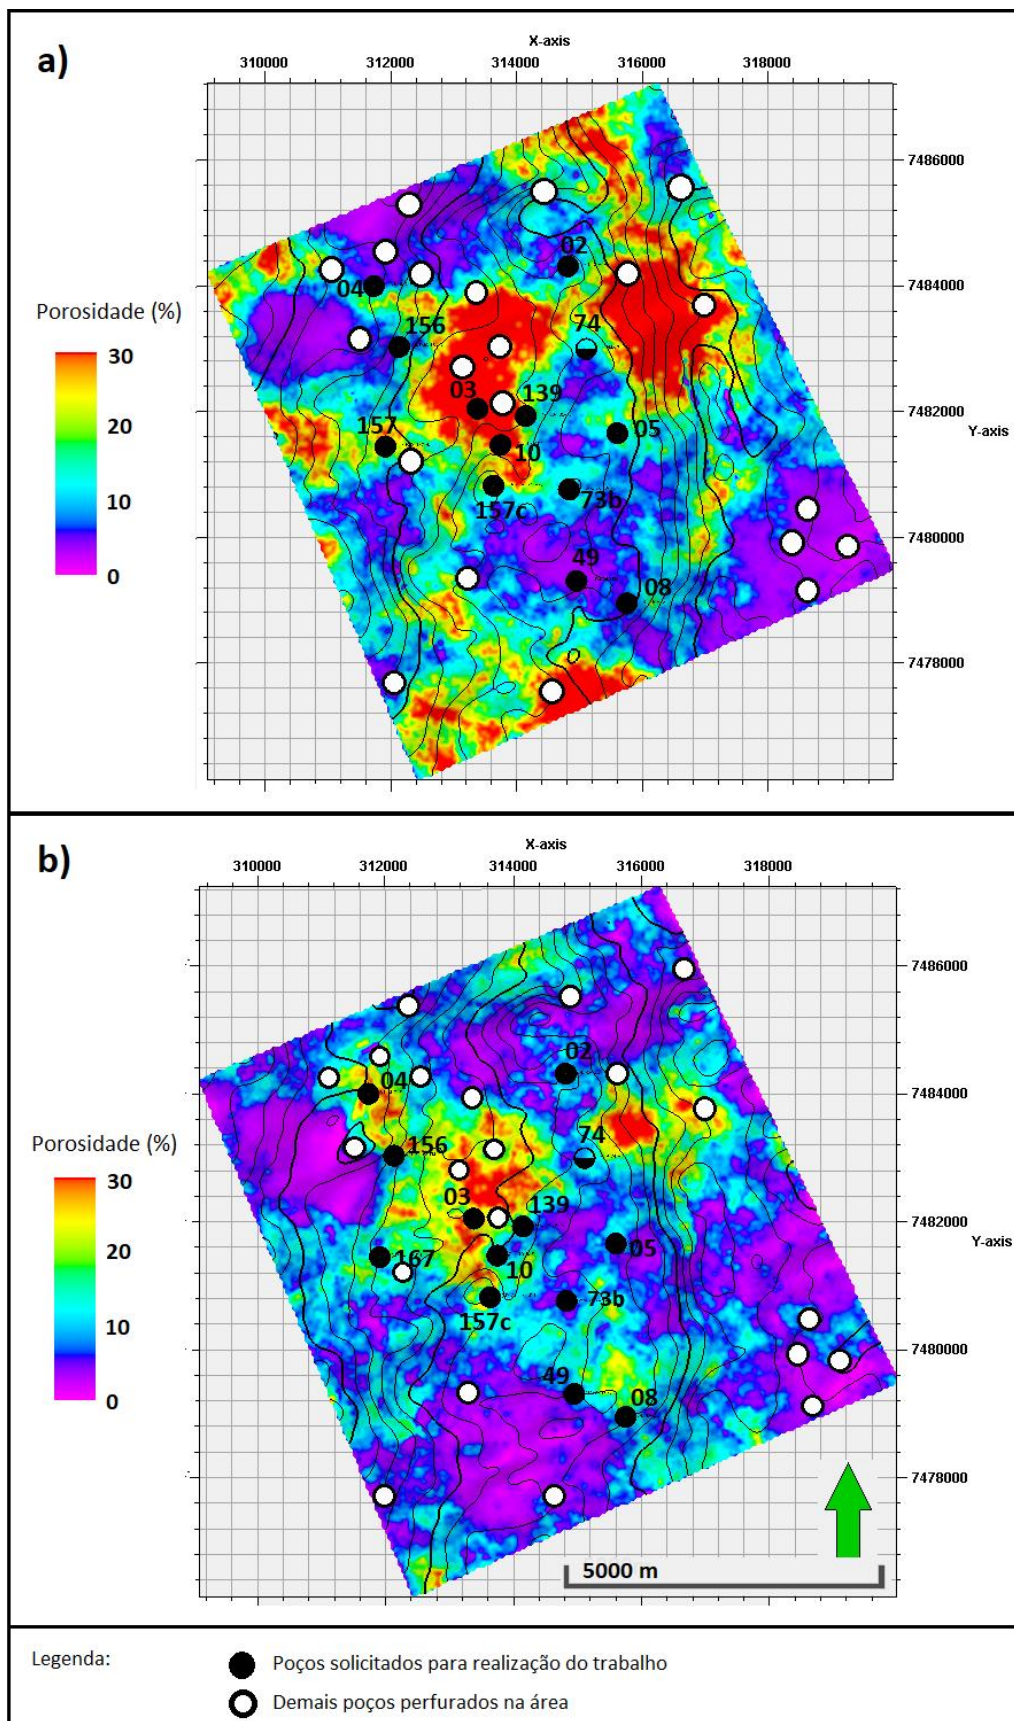 a)
X-axis
310000 312000 314000 316000 318000
7486000
02
7484000
04
Porosidade (%)
156
74
30
03
139
7482000
157
05
Y-axis
20
10
157c
73b
10
7480000
49
08
0
7478000
b)
X-axis
310000 312000 314000 316000 318000
7486000
02
04
7484000
Porosidade (%)
156
74
30
03
139
7482000
05
Y-axis
167
20
10
73b
157c
10
7480000
49
08
0
7478000
5000 m
Legenda:
Poços solicitados para realização do trabalho
Demais poços perfurados na área